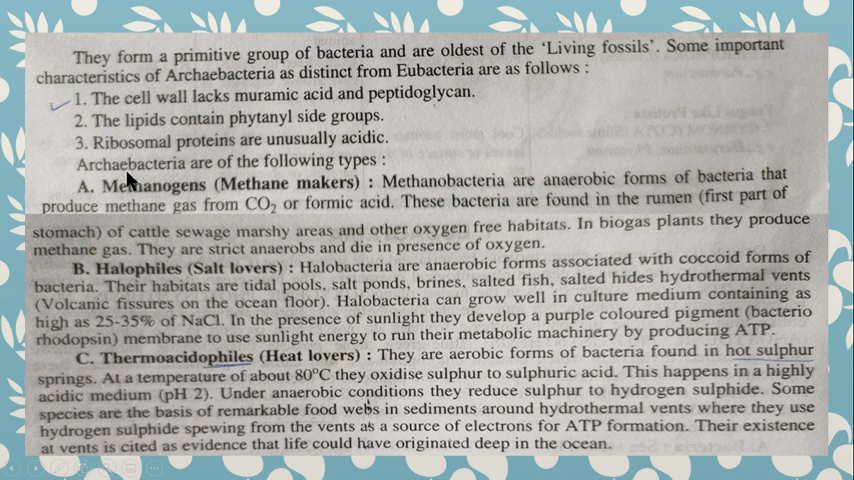 They form a primitive group of bacteria and are oldest of the ‘Living fossils’. Some important
characteristics of Archaebacteria as distinct from Eubacteria are as follows :
1. The cell wall lacks muramic acid and peptidoglycan.
2. The lipids contain phytanyl side groups.
3. Ribosomal proteins are unusually acidic.
Archaebacteria are of the following types :
A. Methanogens (Methane makers) : Methanobacteria are anaerobic forms of bacteria that
produce methane gas from CO2 or formic acid. These bacteria are found in the rumen (first part of
stomach) of cattle sewage marshy areas and other oxygen free habitats. In biogas plants they produce
methane gas. They are strict anaerobs and die in presence of oxygen.
B. Halophiles (Salt lovers) : Halobacteria are anaerobic forms associated with coccoid forms of
bacteria. Their habitats are tidal pools, salt ponds, brines, salted fish, salted hides hydrothermal vents
(Volcanic fissures on the ocean floor). Halobacteria can grow well in culture medium containing as
high as 25-35% of NaCl. In the presence of sunlight they develop a purple coloured pigment (bacterio
rhodopsin) membrane to use sunlight energy to run their metabolic machinery by producing ATP.
C. Thermoacidophiles (Heat lovers) : They are aerobic forms of bacteria found in hot sulphur
springs. At a temperature of about 80°C they oxidise sulphur to sulphuric acid. This happens in a highly
acidic medium (pH 2). Under anaerobic conditions they reduce sulphur to hydrogen sulphide. Some
species are the basis of remarkable food webs in sediments around hydrothermal vents where they use
hydrogen sulphide spewing from the vents as a source of electrons for ATP formation. Their existence
at vents is cited as evidence that life could have originated deep in the ocean.